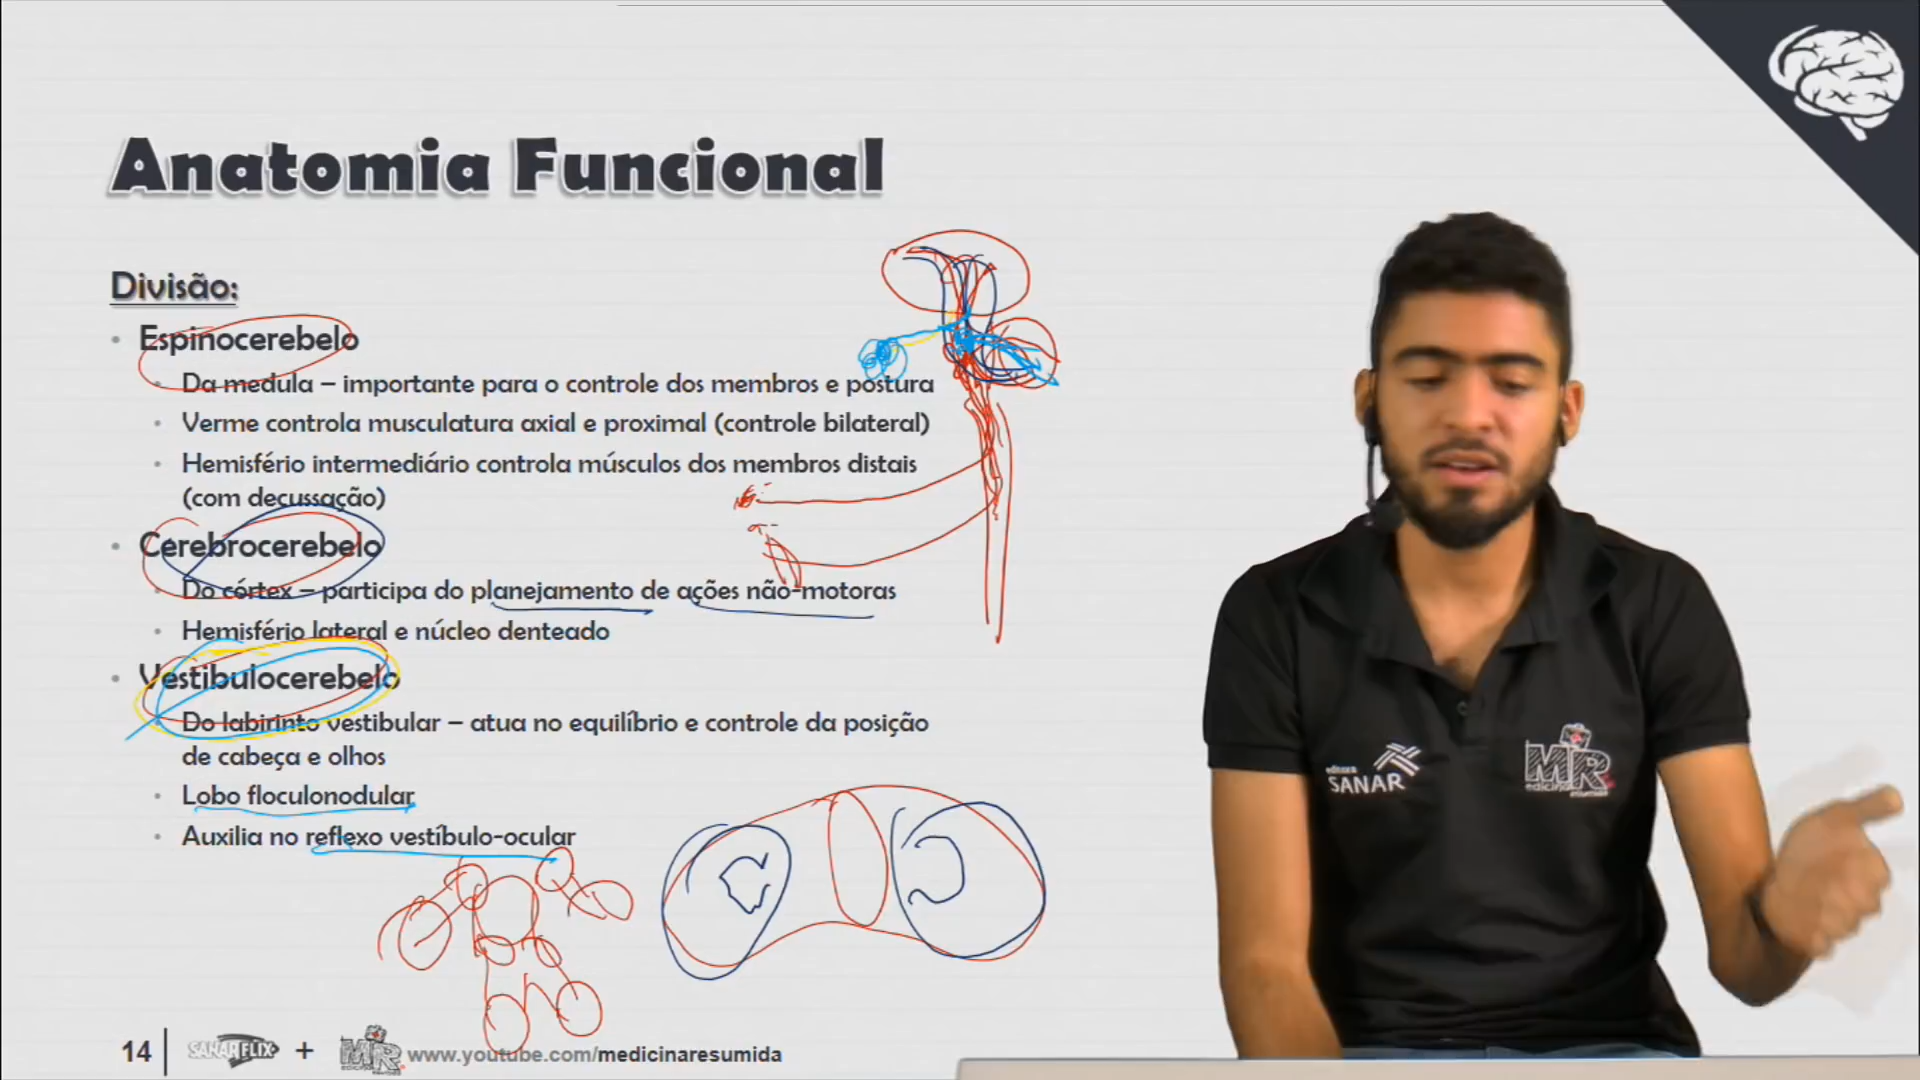 Anatomia Funcional
Divisão:
Espinocerebelo
Da medula – importante para o controle dos membros e postura
Verme controla musculatura axial e proximal (controle bilateral)
Hemisfério intermediário controla músculos dos membros distais
(com decussação)
Cerebrocerebelo
Do córtex – participa do planejamento de ações não-motoras
Hemisfério lateral e núcleo denteado
Vestibulocerebelo
Do labirinto vestibular – atua no equilíbrio e controle da posição
de cabeça e olhos
Lobo floculonodular
Auxilia no reflexo vestíbulo-ocular
editora
SANAR
MR
14
SANARFLIX
+
MR
www.youtube.com/medicinaresumida